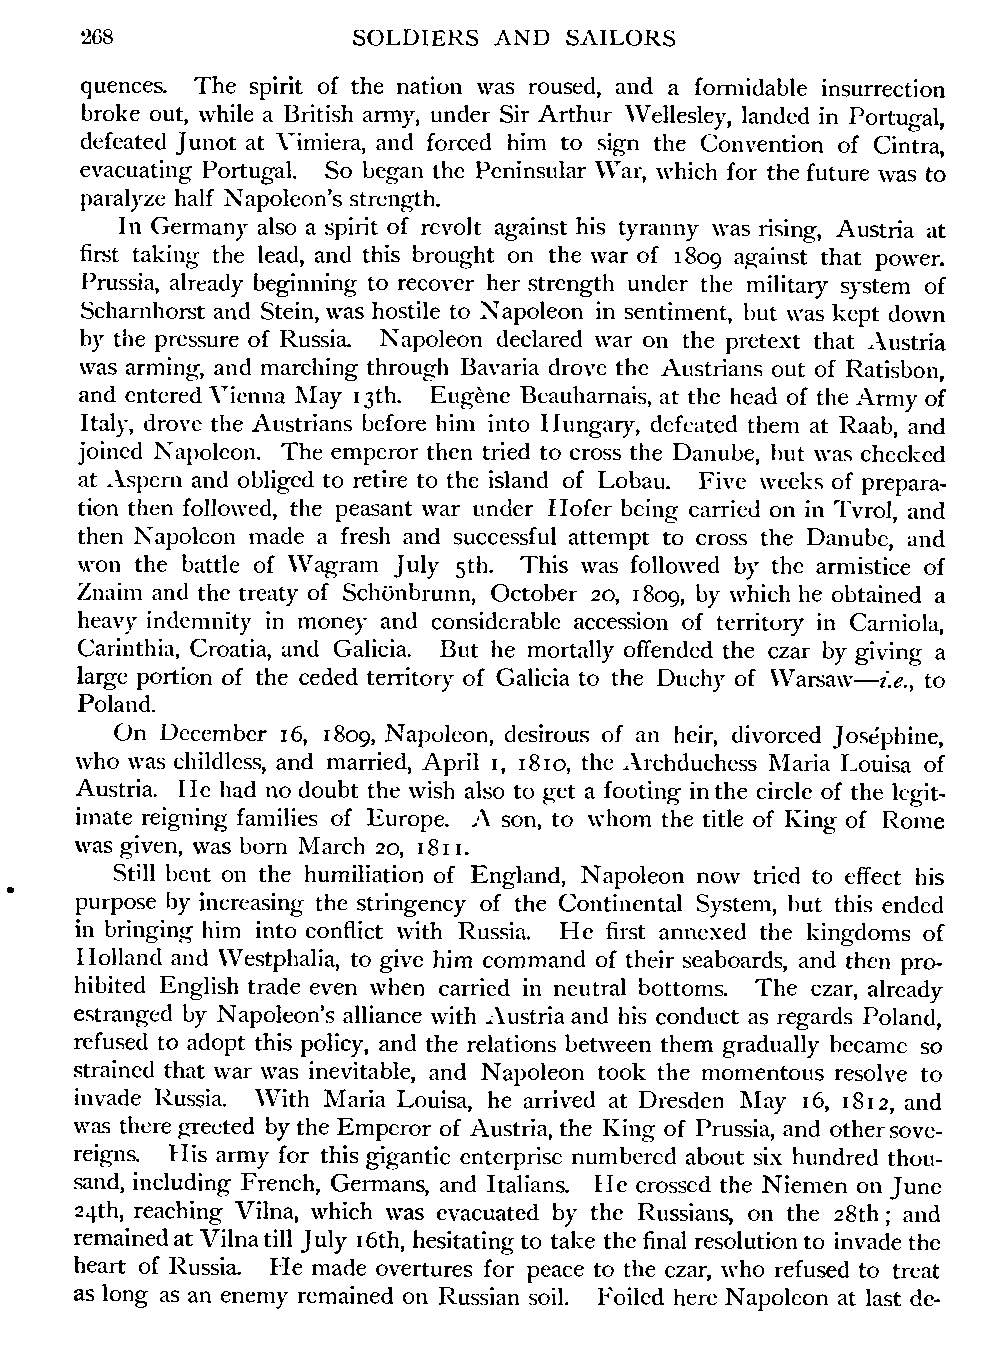 268 SOLDIERS AND SAILORS
quences. The spirit of the nation was roused, and a formidable insurrection
broke out, while a British army, under Sir Arthur Wellesley, landed in Portugal,
defeated Junot at Vimiera, and forced him to sign the Convention of Cintra,
evacuating Portugal. So began the Peninsular War, which for the future was to
paralyze half Napoleon's strength.
In Germany also a spirit of revolt against his tyranny was rising, Austria at
first taking the lead, and this brought on the war of 1809 against that power.
Prussia, already beginning to recover her strength under the military system of
Scharnhorst and Stein, was hostile to Napoleon in sentiment, but was kept down
by the pressure of Russia. Napoleon declared war on the pretext that Austria
was arming, and marching through Bavaria drove the Austrians out of Ratisbon,
and entered Vienna May 13th. Eugène Beauharnais, at the head of the Army of
Italy, drove the Austrians before him into Hungary, defeated them at Raab, and
joined Napoleon. The emperor then tried to cross the Danube, but was checked
at Aspern and obliged to retire to the island of Lobau. Five weeks of prepara-
tion then followed, the peasant war under Hofer being carried on in Tyrol, and
then Napoleon made a fresh and successful attempt to cross the Danube, and
won the battle of Wagram July 5th. This was followed by the armistice of
Znaim and the treaty of Schönbrunn, October 20, 1809, by which he obtained a
heavy indemnity in money and considerable accession of territory in Carniola,
Carinthia, Croatia, and Galicia. But he mortally offended the czar by giving a
large portion of the ceded territory of Galicia to the Duchy of Warsaw—i.e., to
Poland.
On December 16, 1809, Napoleon, desirous of an heir, divorced Joséphine,
who was childless, and married, April 1, 1810, the Archduchess Maria Louisa of
Austria. He had no doubt the wish also to get a footing in the circle of the legit-
imate reigning families of Europe. A son, to whom the title of King of Rome
was given, was born March 20, 1811.
Still bent on the humiliation of England, Napoleon now tried to effect his
purpose by increasing the stringency of the Continental System, but this ended
in bringing him into conflict with Russia. He first annexed the kingdoms of
Holland and Westphalia, to give him command of their seaboards, and then pro-
hibited English trade even when carried in neutral bottoms. The czar, already
estranged by Napoleon's alliance with Austria and his conduct as regards Poland,
refused to adopt this policy, and the relations between them gradually became so
strained that war was inevitable, and Napoleon took the momentous resolve to
invade Russia. With Maria Louisa, he arrived at Dresden May 16, 1812, and
was there greeted by the Emperor of Austria, the King of Prussia, and other sove-
reigns. His army for this gigantic enterprise numbered about six hundred thou-
sand, including French, Germans, and Italians. He crossed the Niemen on June
24th, reaching Vilna, which was evacuated by the Russians, on the 28th; and
remained at Vilna till July 16th, hesitating to take the final resolution to invade the
heart of Russia. He made overtures for peace to the czar, who refused to treat
as long as an enemy remained on Russian soil. Foiled here Napoleon at last de-